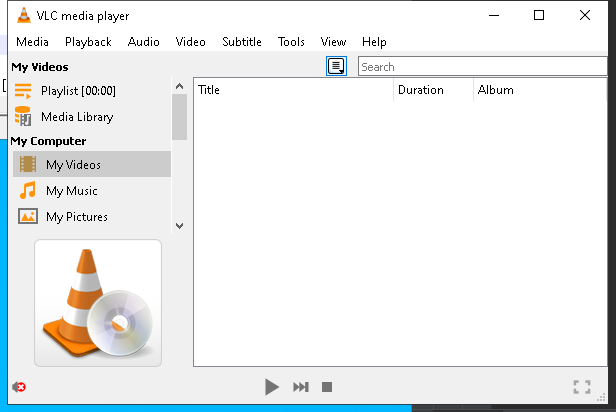 VLC media player
Media Playback Audio Video Subtitle Tools View Help
My Videos
Search
Playlist [00:00]
Media Library
My Computer
My Videos
My Music
My Pictures
Title Duration Album